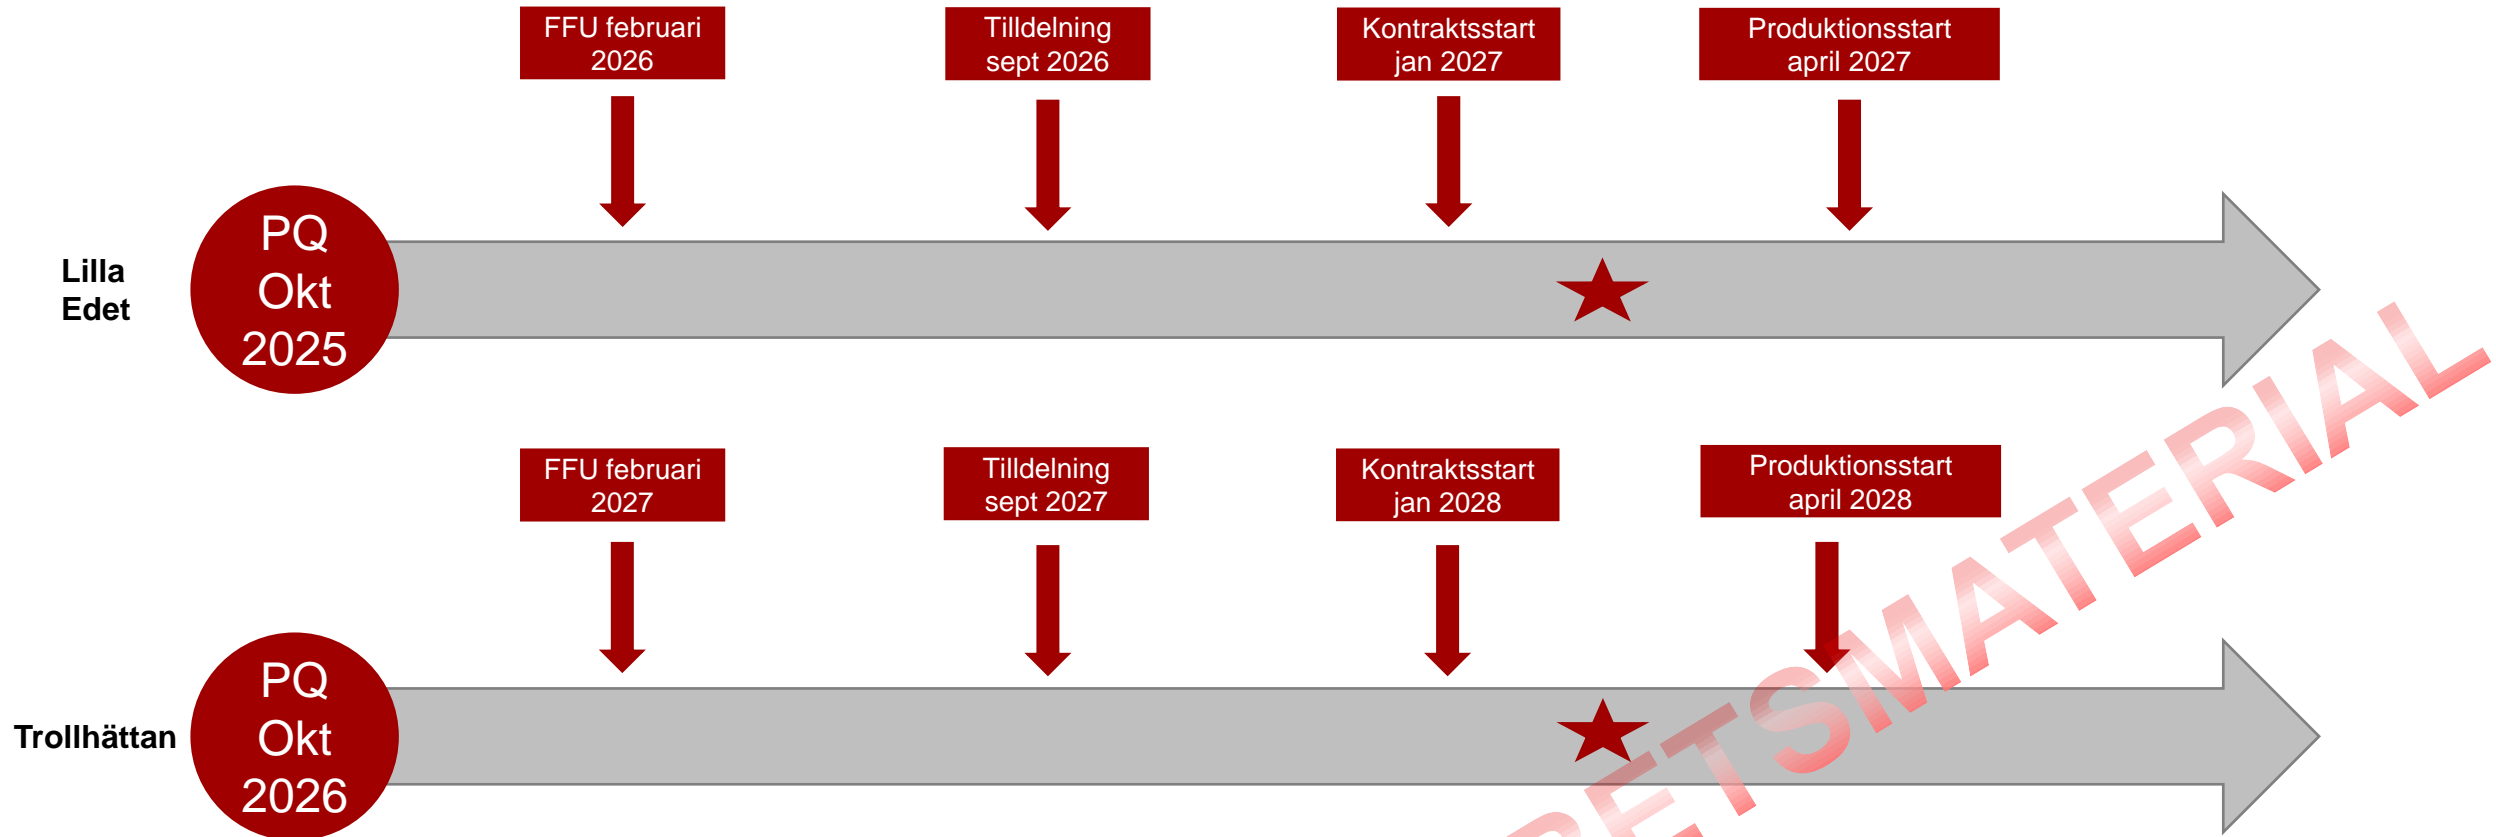 FFU februari
2026
Tilldelning
sept 2026
Kontraktsstart
jan 2027
Produktionsstart
april 2027
Lilla
Edet
PQ
Okt
2025
FFU februari
2027
Tilldelning
sept 2027
Kontraktsstart
jan 2028
Produktionsstart
april 2028
Trollhättan
PQ
Okt
2026
RETSMATERIAL